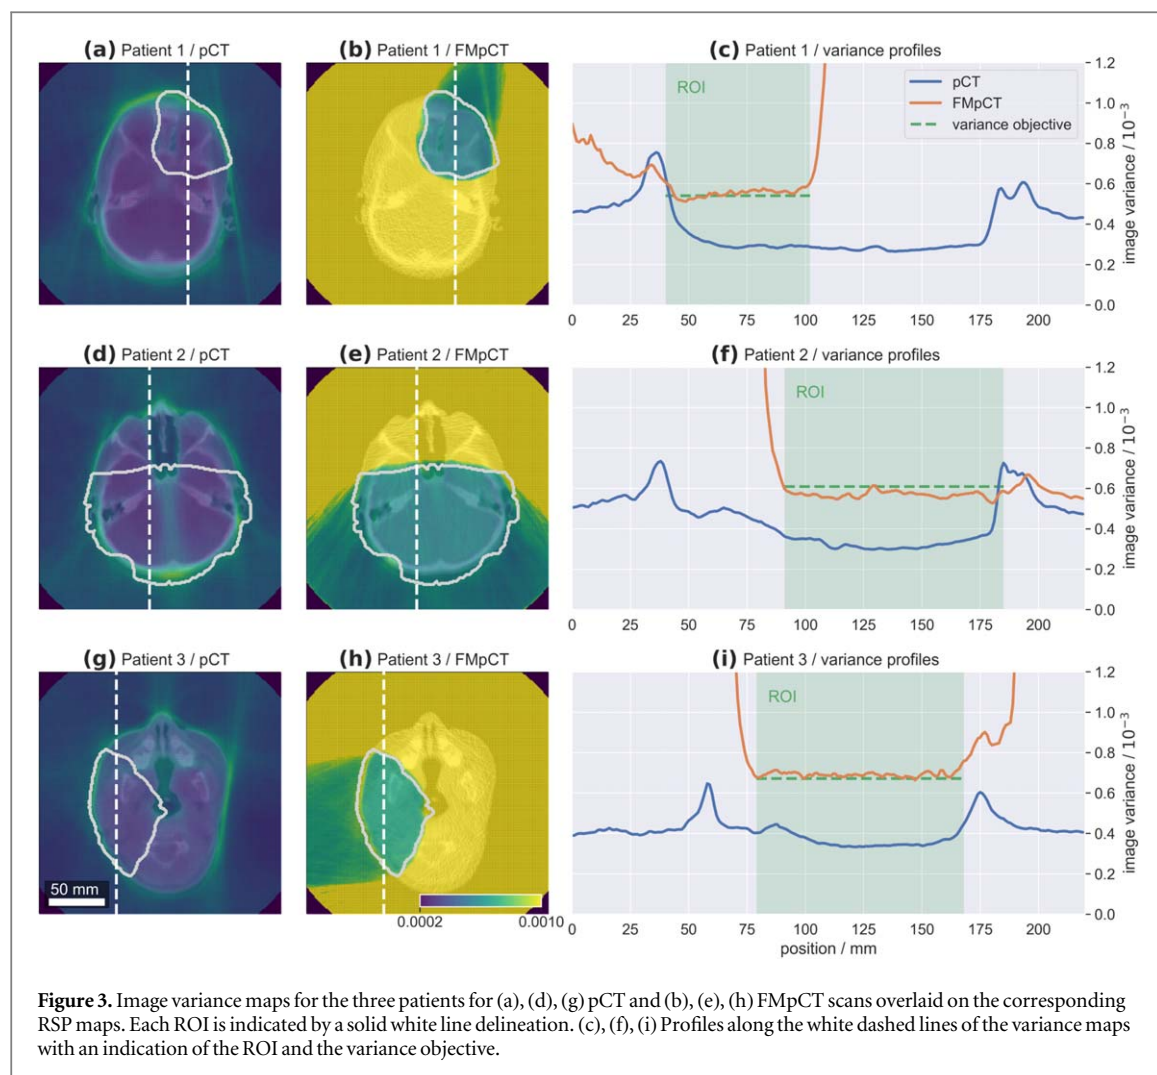 (a) Patient 1 / pCT
(b) Patient 1 / FMpCT
(c) Patient 1 / variance profiles
ROI
pCT
FMpCT
variance objective
1.2
1.0
0.8
0.6
0.4
0.2
0.0
image variance / 10⁻³
0 25 50 75 100 125 150 175 200
(d) Patient 2 / pCT
(e) Patient 2 / FMpCT
(f) Patient 2 / variance profiles
ROI
1.2
1.0
0.8
0.6
0.4
0.2
0.0
image variance / 10⁻³
0 25 50 75 100 125 150 175 200
(g) Patient 3 / pCT
(h) Patient 3 / FMpCT
(i) Patient 3 / variance profiles
50 mm
0.0002 0.0010
ROI
1.2
1.0
0.8
0.6
0.4
0.2
0.0
image variance / 10⁻³
0 25 50 75 100 125 150 175 200
position / mm
Figure 3. Image variance maps for the three patients for (a), (d), (g) pCT and (b), (e), (h) FMpCT scans overlaid on the corresponding
RSP maps. Each ROI is indicated by a solid white line delineation. (c), (f), (i) Profiles along the white dashed lines of the variance maps
with an indication of the ROI and the variance objective.